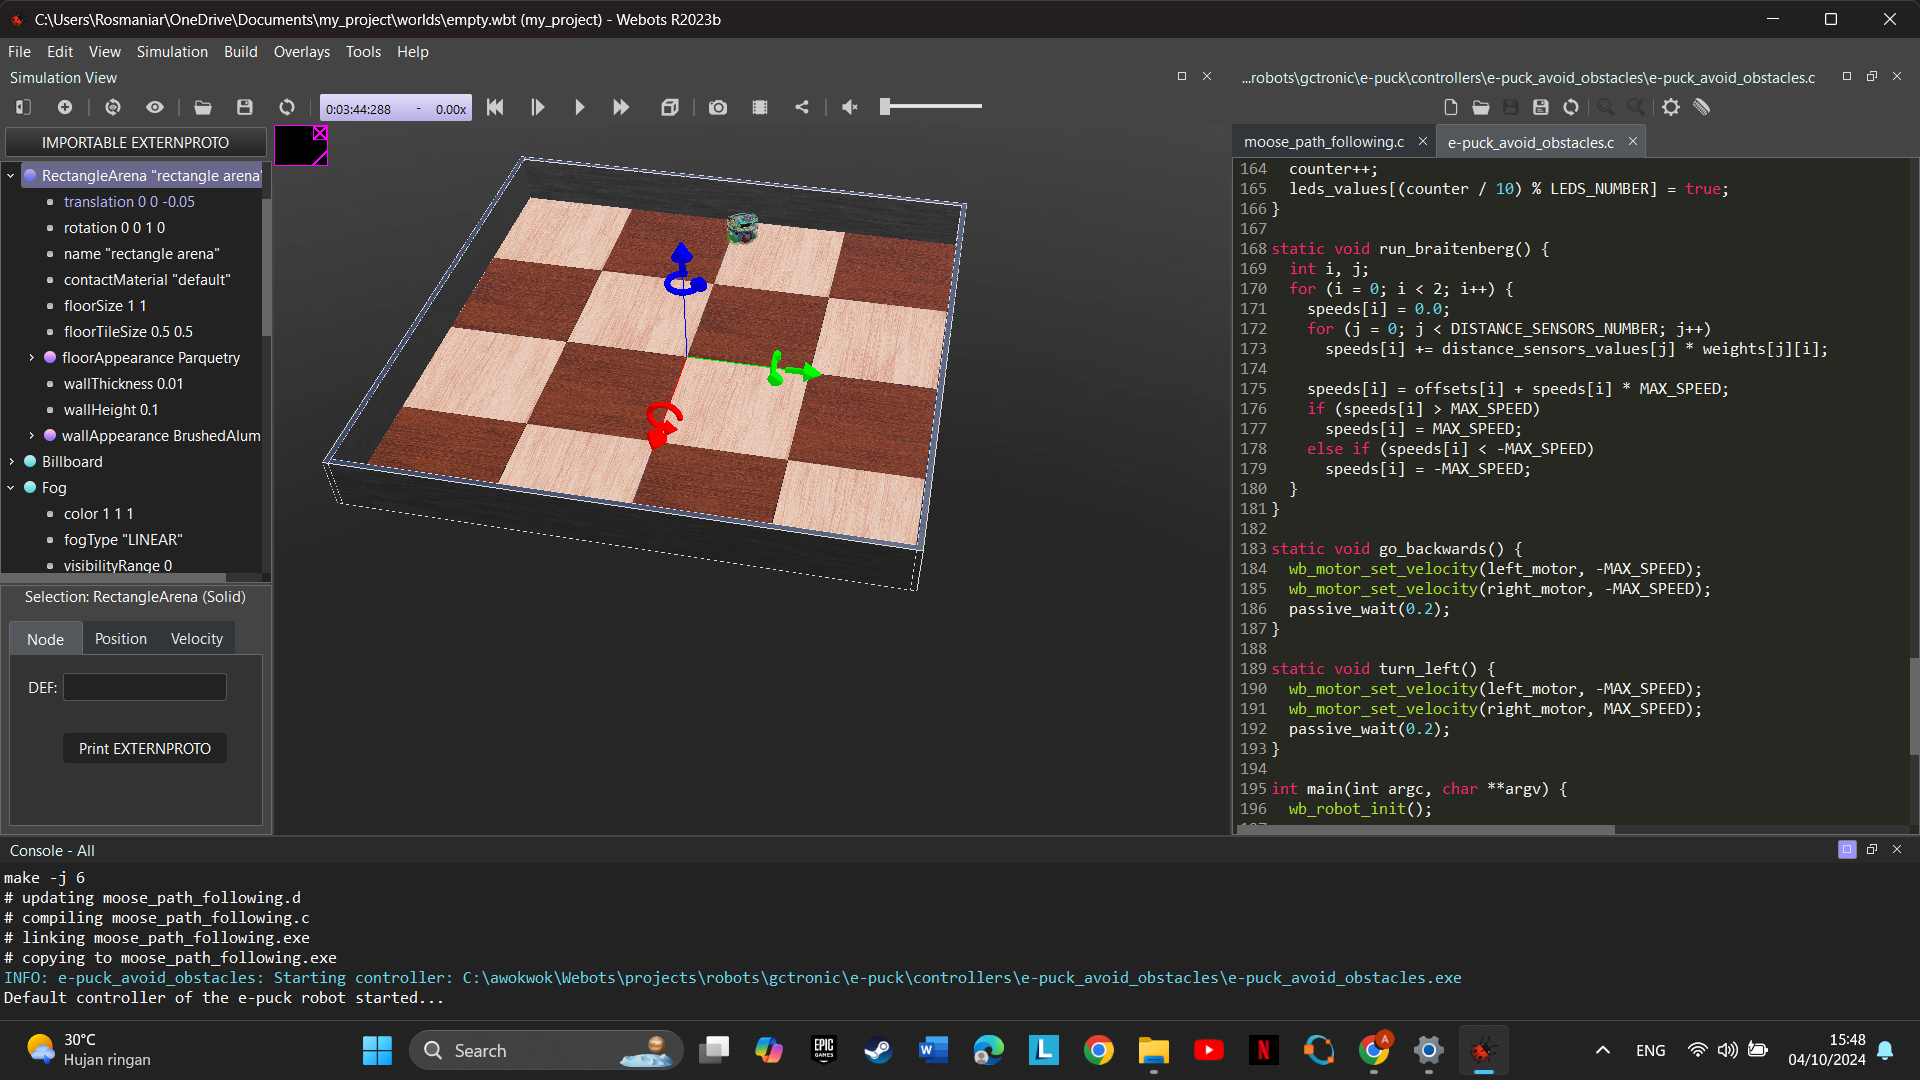 C:\Users\Rosmaniar\OneDrive\Documents\my_project\worlds\empty.wbt (my_project) - Webots R2023b
File Edit View Simulation Build Overlays Tools Help
Simulation View
0:03:44:288 - 0.00x
IMPORTABLE EXTERNPROTO
RectangleArena "rectangle arena"
translation 0 0 -0.05
rotation 0 0 1 0
name "rectangle arena"
contactMaterial "default"
floorSize 1 1
floorTileSize 0.5 0.5
floorAppearance Parquetry
wallThickness 0.01
wallHeight 0.1
wallAppearance BrushedAlum
Billboard
Fog
color 1 1 1
fogType "LINEAR"
visibilityRange 0
Selection: RectangleArena (Solid)
Node Position Velocity
DEF:
Print EXTERNPROTO
...robots\gctronic\e-puck\controllers\e-puck_avoid_obstacles\e-puck_avoid_obstacles.c
moose_path_following.c e-puck_avoid_obstacles.c
164 counter++;
165 leds_values[(counter / 10) % LEDS_NUMBER] = true;
166 }
167
168 static void run_braitenberg() {
169 int i, j;
170 for (i = 0; i < 2; i++) {
171 speeds[i] = 0.0;
172 for (j = 0; j < DISTANCE_SENSORS_NUMBER; j++)
173 speeds[i] += distance_sensors_values[j] * weights[j][i];
174
175 speeds[i] = offsets[i] + speeds[i] * MAX_SPEED;
176 if (speeds[i] > MAX_SPEED)
177 speeds[i] = MAX_SPEED;
178 else if (speeds[i] < -MAX_SPEED)
179 speeds[i] = -MAX_SPEED;
180 }
181 }
182
183 static void go_backwards() {
184 wb_motor_set_velocity(left_motor, -MAX_SPEED);
185 wb_motor_set_velocity(right_motor, -MAX_SPEED);
186 passive_wait(0.2);
187 }
188
189 static void turn_left() {
190 wb_motor_set_velocity(left_motor, -MAX_SPEED);
191 wb_motor_set_velocity(right_motor, MAX_SPEED);
192 passive_wait(0.2);
193 }
194
195 int main(int argc, char **argv) {
196 wb_robot_init();
Console - All
make -j 6
# updating moose_path_following.d
# compiling moose_path_following.c
# linking moose_path_following.exe
# copying to moose_path_following.exe
INFO: e-puck_avoid_obstacles: Starting controller: C:\awokwok\Webots\projects\robots\gctronic\e-puck\controllers\e-puck_avoid_obstacles\e-puck_avoid_obstacles.exe
Default controller of the e-puck robot started...
30°C
Hujan ringan
Search
EPIC GAMES
W
L
N
A
ENG
15:48
04/10/2024